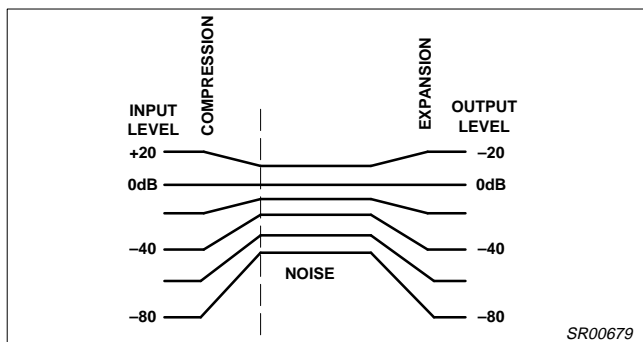 COMPRESSION
EXPANSION
INPUT
LEVEL
OUTPUT
LEVEL
+20
–20
0dB
0dB
–40
–40
NOISE
–80
–80
SR00679